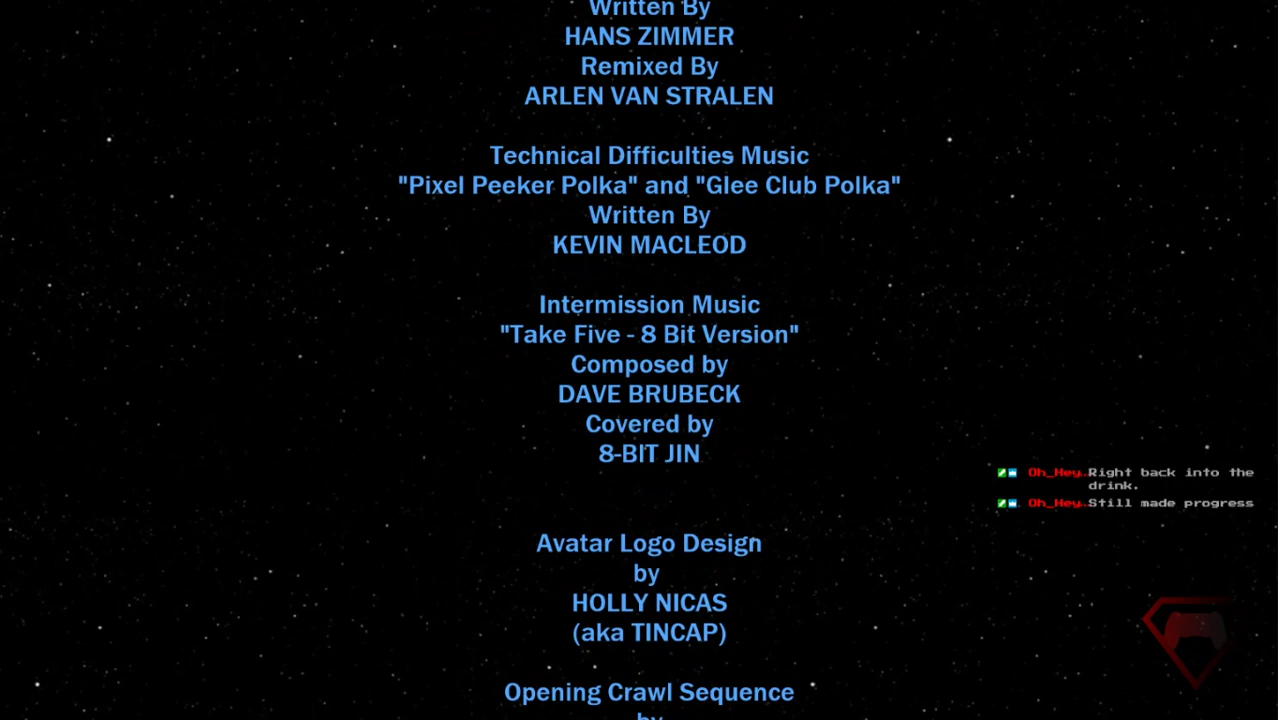 Written By
HANS ZIMMER
Remixed By
ARLEN VAN STRALEN
Technical Difficulties Music
"Pixel Peeker Polka" and "Glee Club Polka"
Written By
KEVIN MACLEOD
Intermission Music
"Take Five - 8 Bit Version"
Composed by
DAVE BRUBECK
Covered by
8-BIT JIN
Oh_Hey..Right back into the
drink.
Oh_Hey..Still made progress
Avatar Logo Design
by
HOLLY NICAS
(aka TINCAP)
Opening Crawl Sequence
by